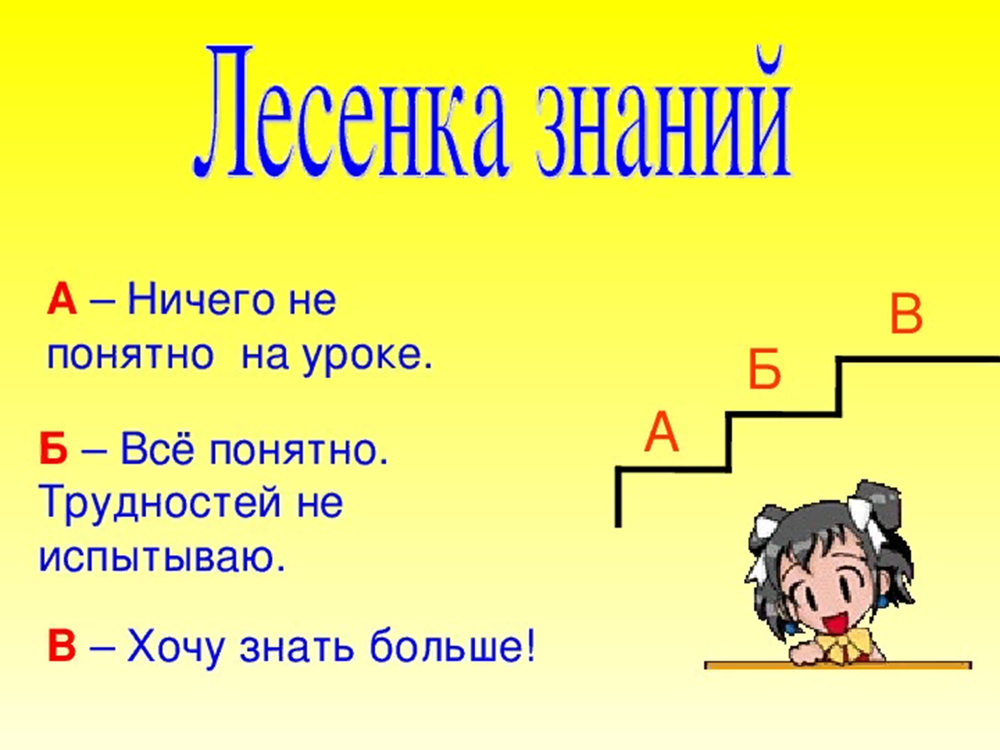 Лесенка знаний
А – Ничего не
понятно на уроке.
Б – Всё понятно.
Трудностей не
испытываю.
В – Хочу знать больше!
В
Б
А